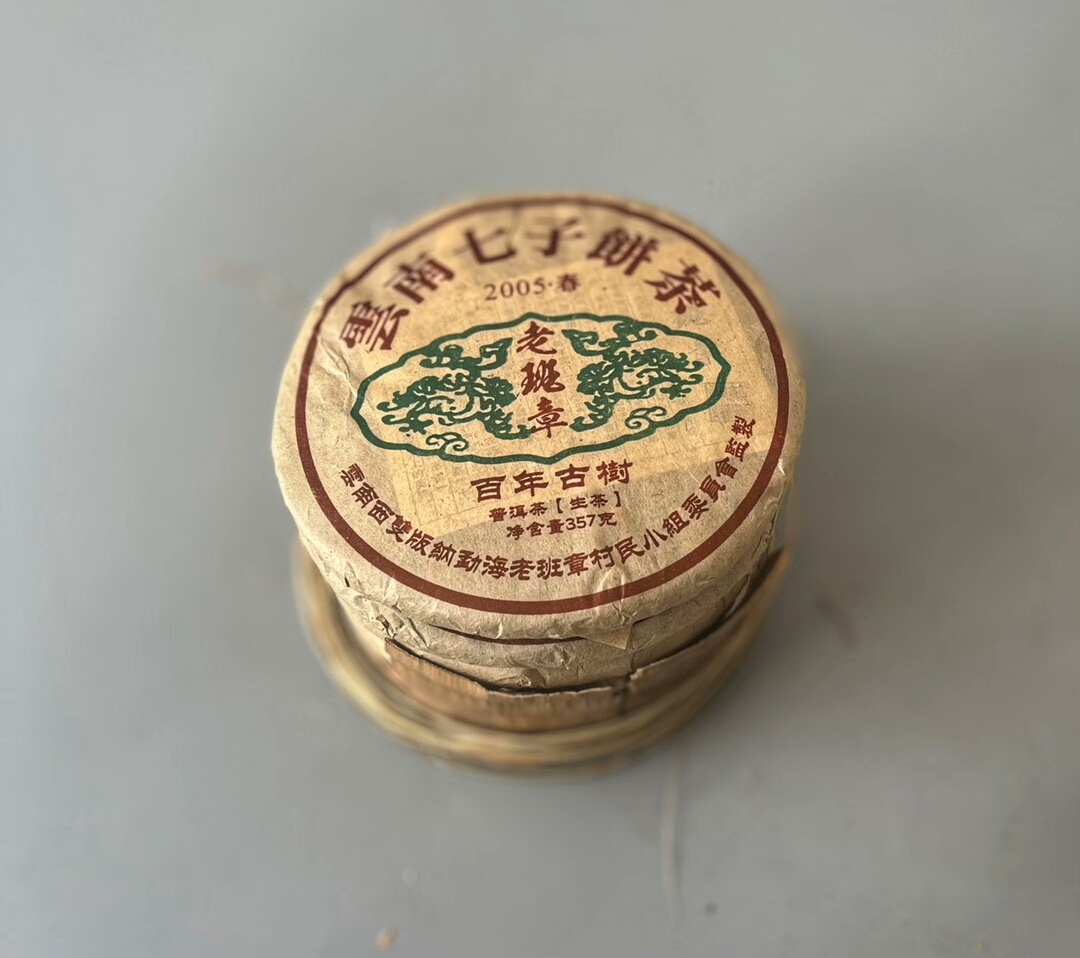 雲南七子餅茶
2005·春
老班章
百年古樹
普洱茶【生茶】
净含量357克
雲南西雙版納勐海老班章村民小組委員會監製